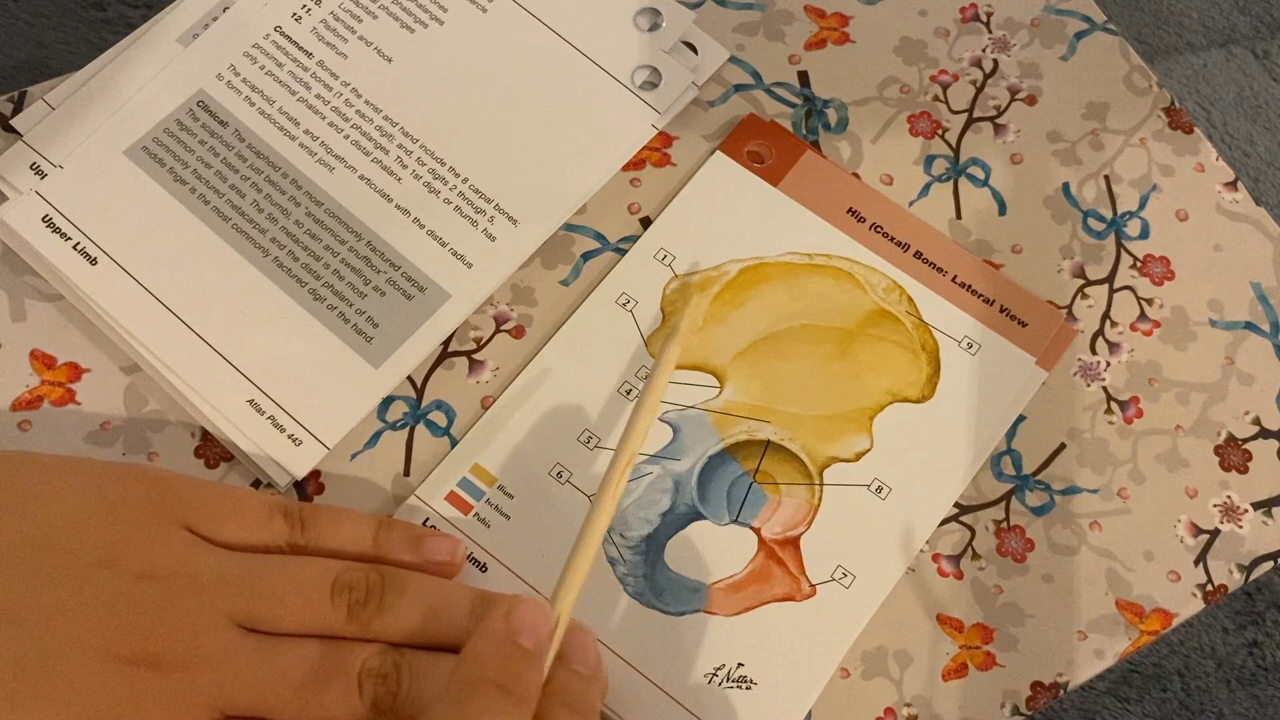 phalanges
phalanges
10. Lunate
11. Hamate and Hook
12. Pisiform
Triquetrum
Comment: Bones of the wrist and hand include the 8 carpal bones;
5 metacarpal bones (1 for each digit; and, for digits 2 through 5,
proximal, middle, and distal phalanges. The 1st digit, or thumb, has
only a proximal phalanx and a distal phalanx.
The scaphoid, lunate, and triquetrum articulate with the distal radius
to form the radiocarpal wrist joint.
Clinical: The scaphoid is the most commonly fractured carpal.
The scaphoid lies just below the "anatomical snuffbox" (dorsal
region at the base of the thumb), so pain and swelling are
common over this area. The 5th metacarpal is the most
commonly fractured metacarpal, and the distal phalanx of the
middle finger is the most commonly fractured digit of the hand.
Upper Limb
Atlas Plate 443
Hip (Coxal) Bone: Lateral View
1
2
3
4
5
6
7
8
9
Ilium
Ischium
Pubis
F. Netter
M.D.